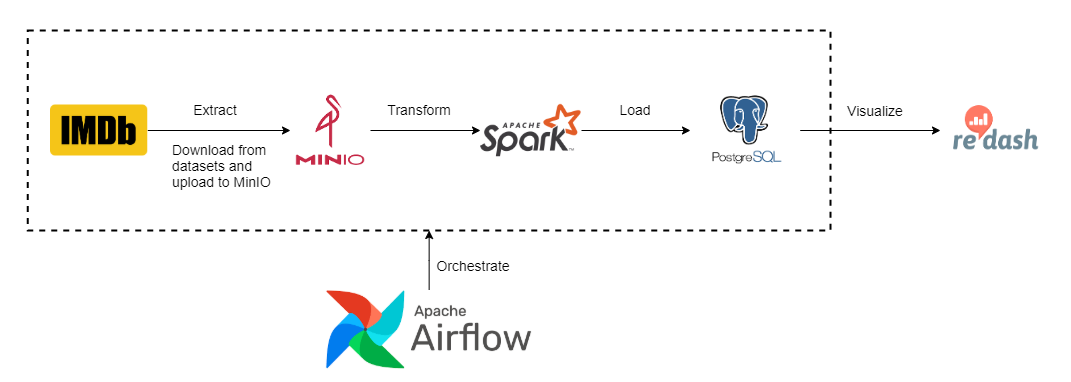 Extract
Transform
Load
Visualize
IMDb
Download from
datasets and
upload to MinIO
MINIO
APACHE
Spark
TM
PostgreSQL
re dash
Orchestrate
Apache
Airflow